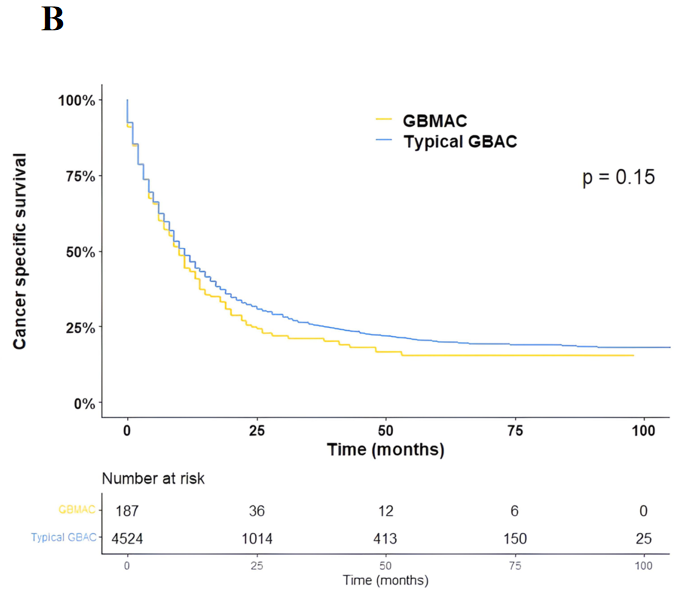 B
100%
75%
50%
25%
0%
Cancer specific survival
GBMAC
Typical GBAC
p = 0.15
0 25 50 75 100
Time (months)
Number at risk
GBMAC 187 36 12 6 0
Typical GBAC 4524 1014 413 150 25
0 25 50 75 100
Time (months)